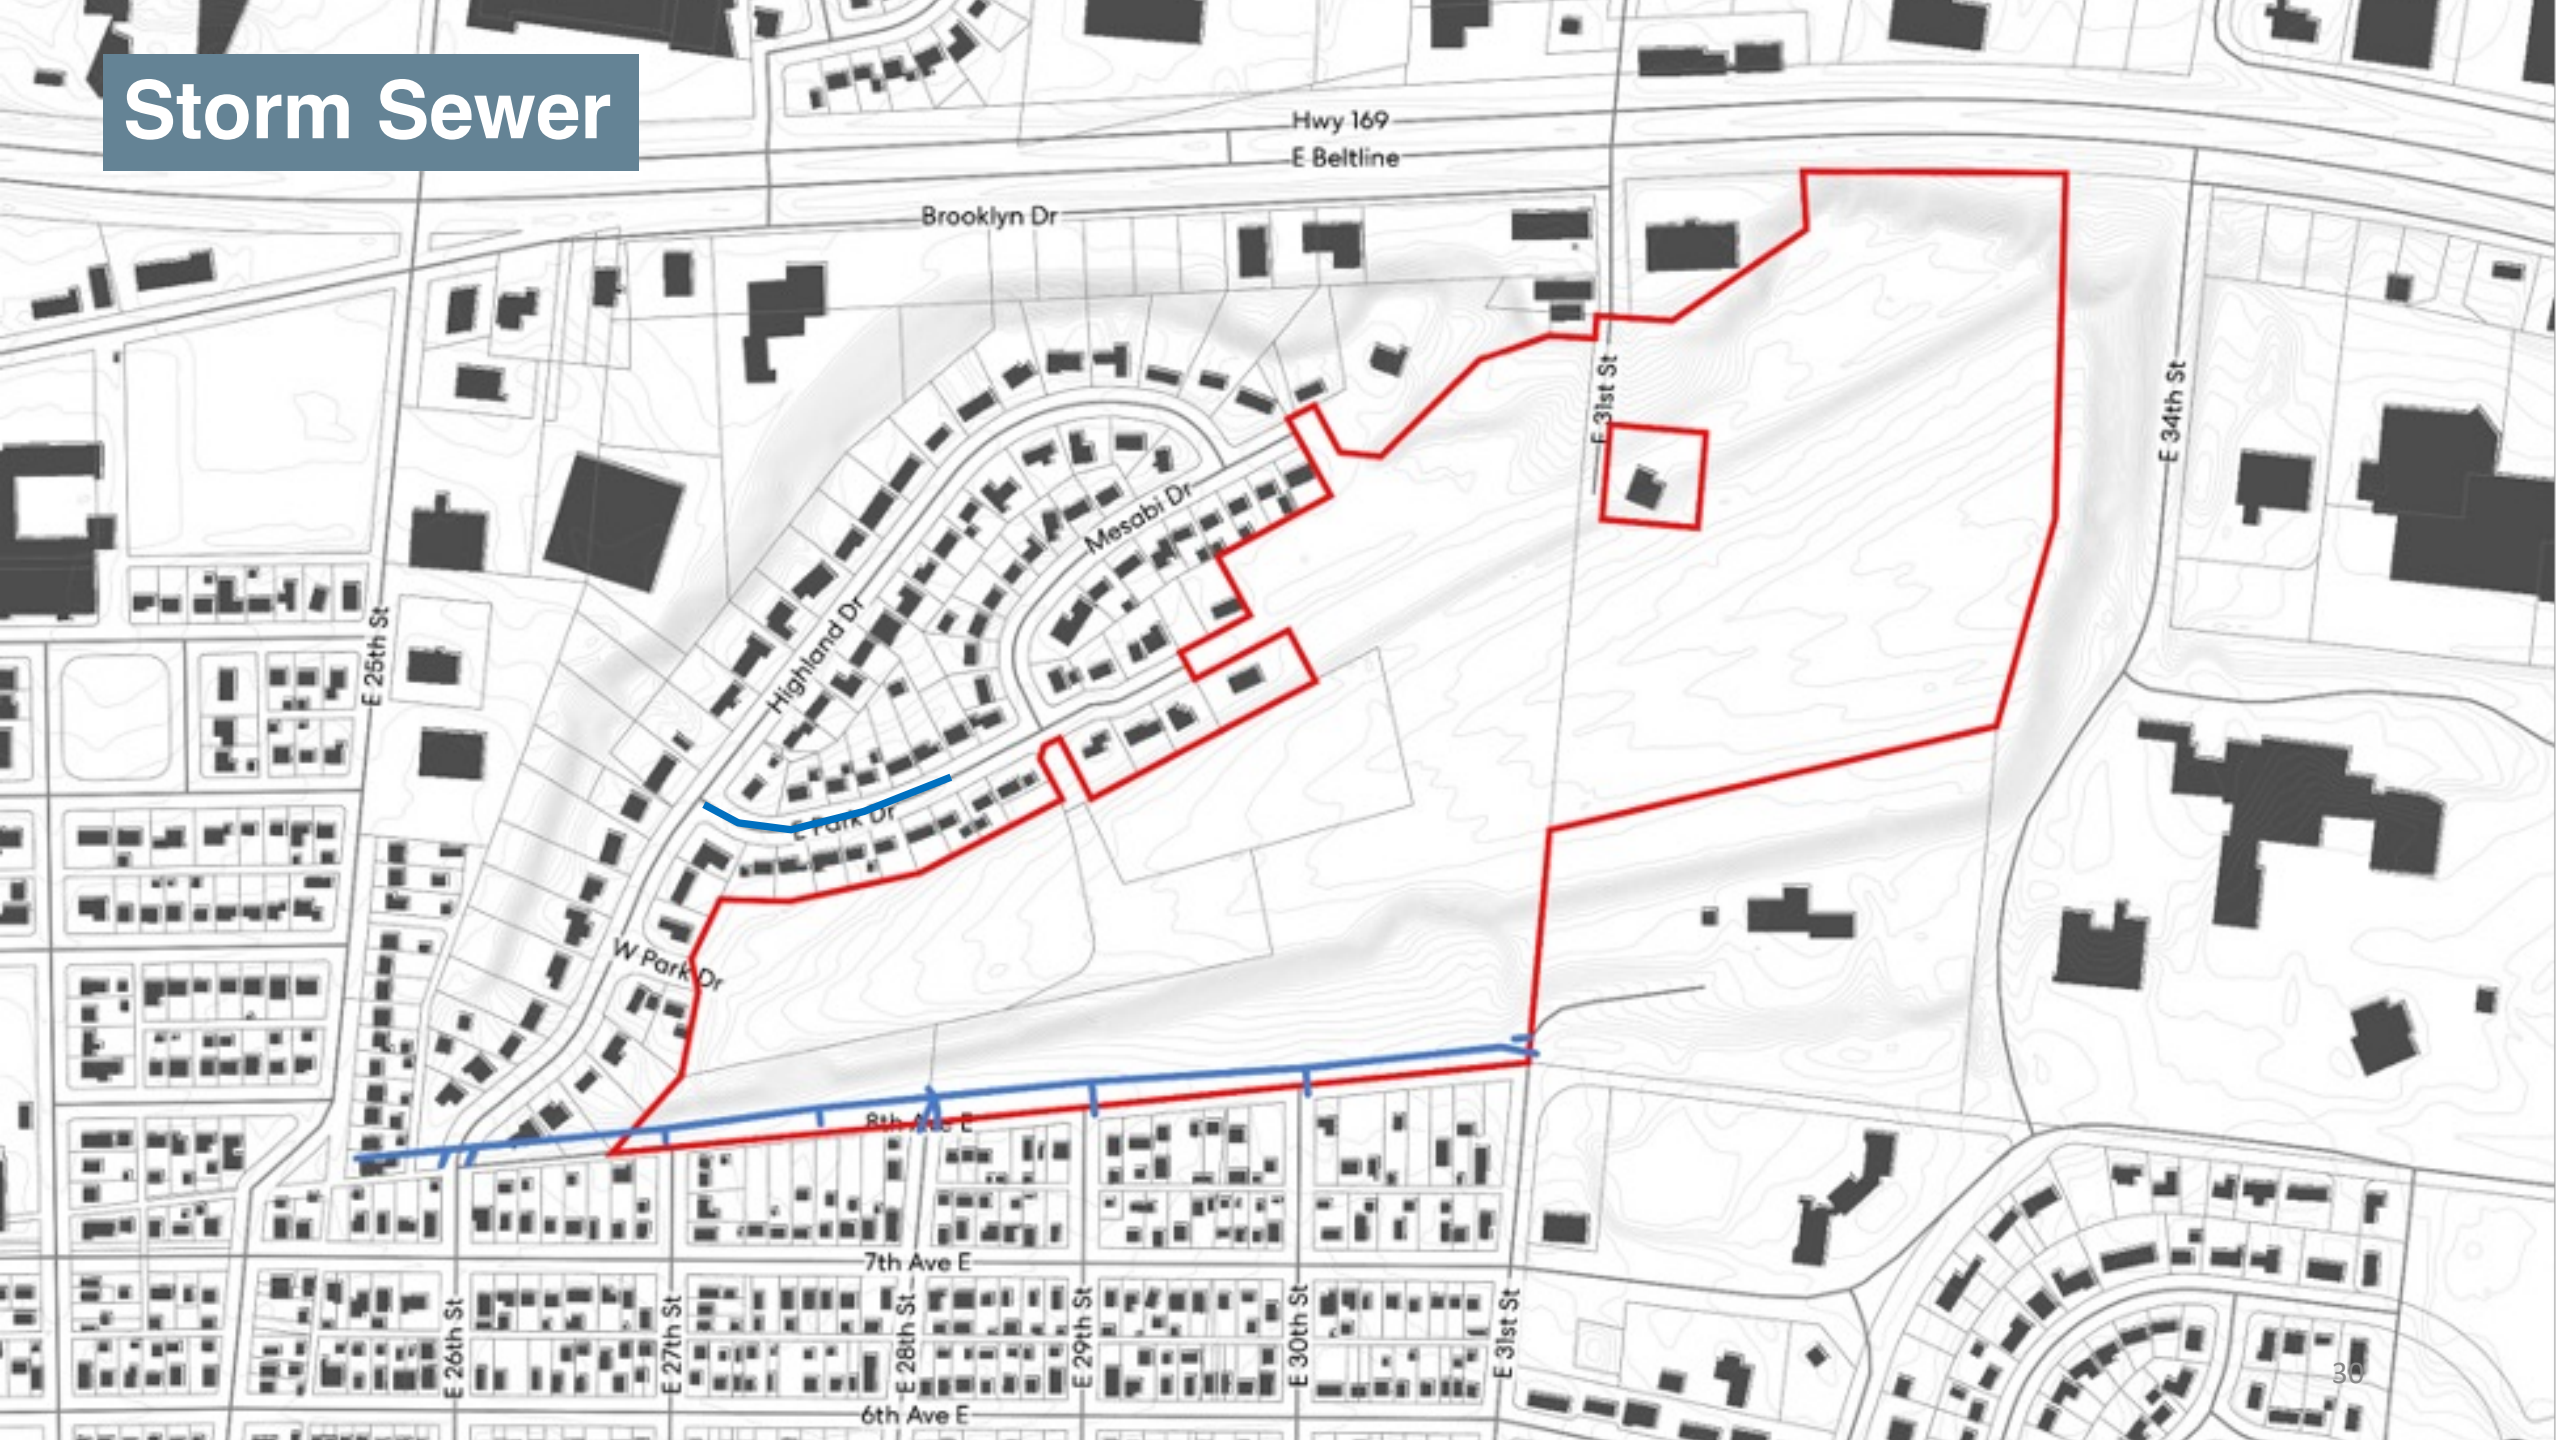 Storm Sewer
Hwy 169
E Beltline
Brooklyn Dr
E 31st St
E 34th St
Mesabi Dr
Highland Dr
E 25th St
E Park Dr
W Park Dr
8th Ave E
7th Ave E
E 26th St
E 27th St
E 28th St
E 29th St
E 30th St
E 31st St
30
6th Ave E